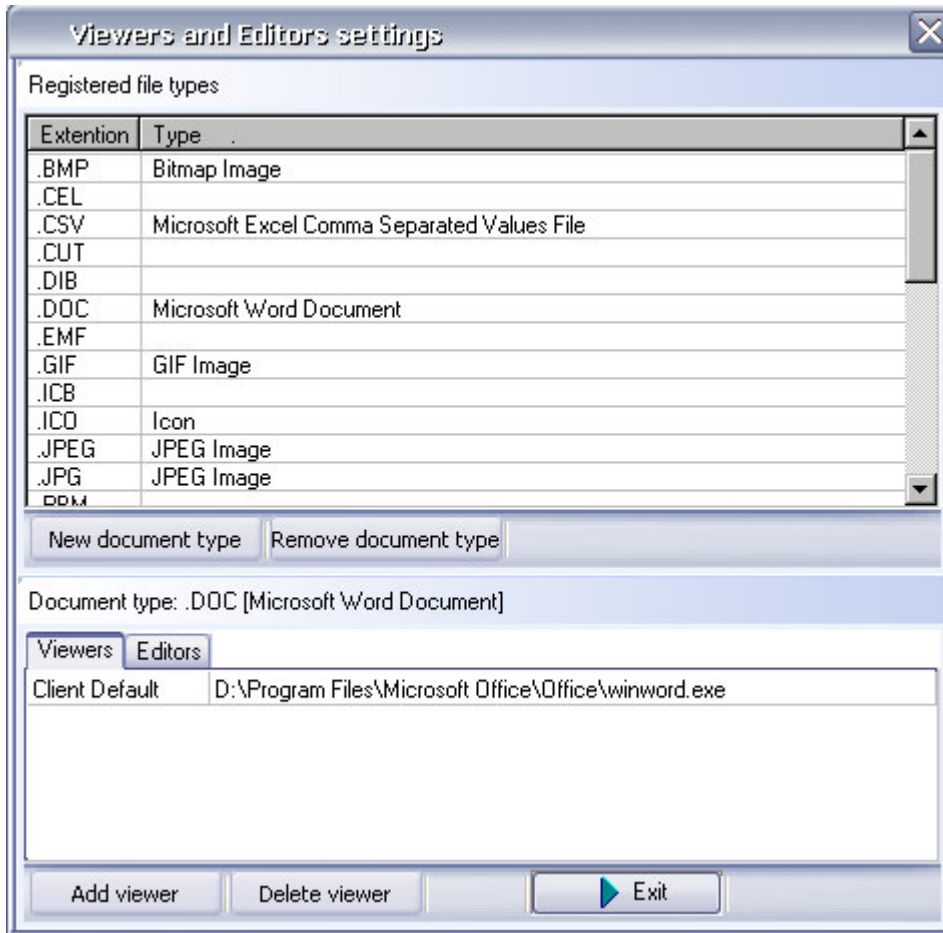 Viewers and Editors settings
Registered file types
Extention Type .
.BMP Bitmap Image
.CEL
.CSV Microsoft Excel Comma Separated Values File
.CUT
.DIB
.DOC Microsoft Word Document
.EMF
.GIF GIF Image
.ICB
.ICO Icon
.JPEG JPEG Image
.JPG JPEG Image
New document type Remove document type
Document type: .DOC [Microsoft Word Document]
Viewers Editors
Client Default D:\Program Files\Microsoft Office\Office\winword.exe
Add viewer Delete viewer Exit